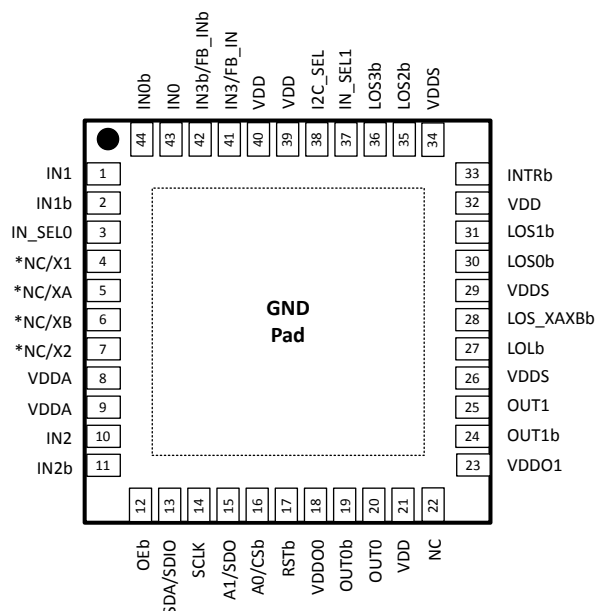 IN0b
IN0
IN3b/FB_INb
IN3/FB_IN
VDD
VDD
I2C_SEL
IN_SEL1
LOS3b
LOS2b
VDDS
44
43
42
41
40
39
38
37
36
35
34
IN1 1
IN1b 2
IN_SEL0 3
*NC/X1 4
*NC/XA 5
*NC/XB 6
*NC/X2 7
VDDA 8
VDDA 9
IN2 10
IN2b 11
GND
Pad
33 INTRb
32 VDD
31 LOS1b
30 LOS0b
29 VDDS
28 LOS_XAXBb
27 LOLb
26 VDDS
25 OUT1
24 OUT1b
23 VDDO1
12
13
14
15
16
17
18
19
20
21
22
OEb
SDA/SDIO
SCLK
A1/SDO
A0/CSb
RSTb
VDDO0
OUT0b
OUT0
VDD
NC